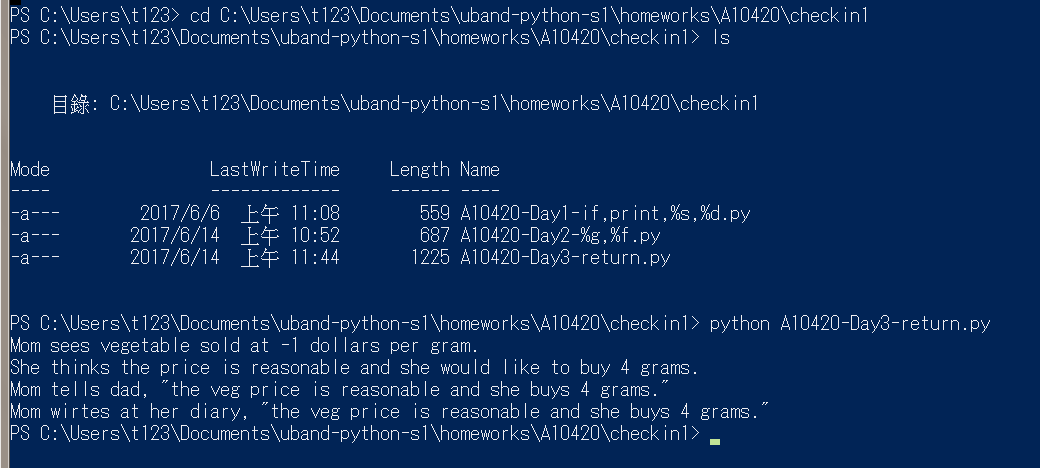 PS C:\Users\t123> cd C:\Users\t123\Documents\uband-python-s1\homeworks\A10420\checkin1
PS C:\Users\t123\Documents\uband-python-s1\homeworks\A10420\checkin1> ls
目錄: C:\Users\t123\Documents\uband-python-s1\homeworks\A10420\checkin1
Mode LastWriteTime Length Name
---- ------------- ------ ----
-a--- 2017/6/6 上午 11:08 559 A10420-Day1-if,print,%s,%d.py
-a--- 2017/6/14 上午 10:52 687 A10420-Day2-%g,%f.py
-a--- 2017/6/14 上午 11:44 1225 A10420-Day3-return.py
PS C:\Users\t123\Documents\uband-python-s1\homeworks\A10420\checkin1> python A10420-Day3-return.py
Mom sees vegetable sold at -1 dollars per gram.
She thinks the price is reasonable and she would like to buy 4 grams.
Mom tells dad, "the veg price is reasonable and she buys 4 grams."
Mom wirtes at her diary, "the veg price is reasonable and she buys 4 grams."
PS C:\Users\t123\Documents\uband-python-s1\homeworks\A10420\checkin1>